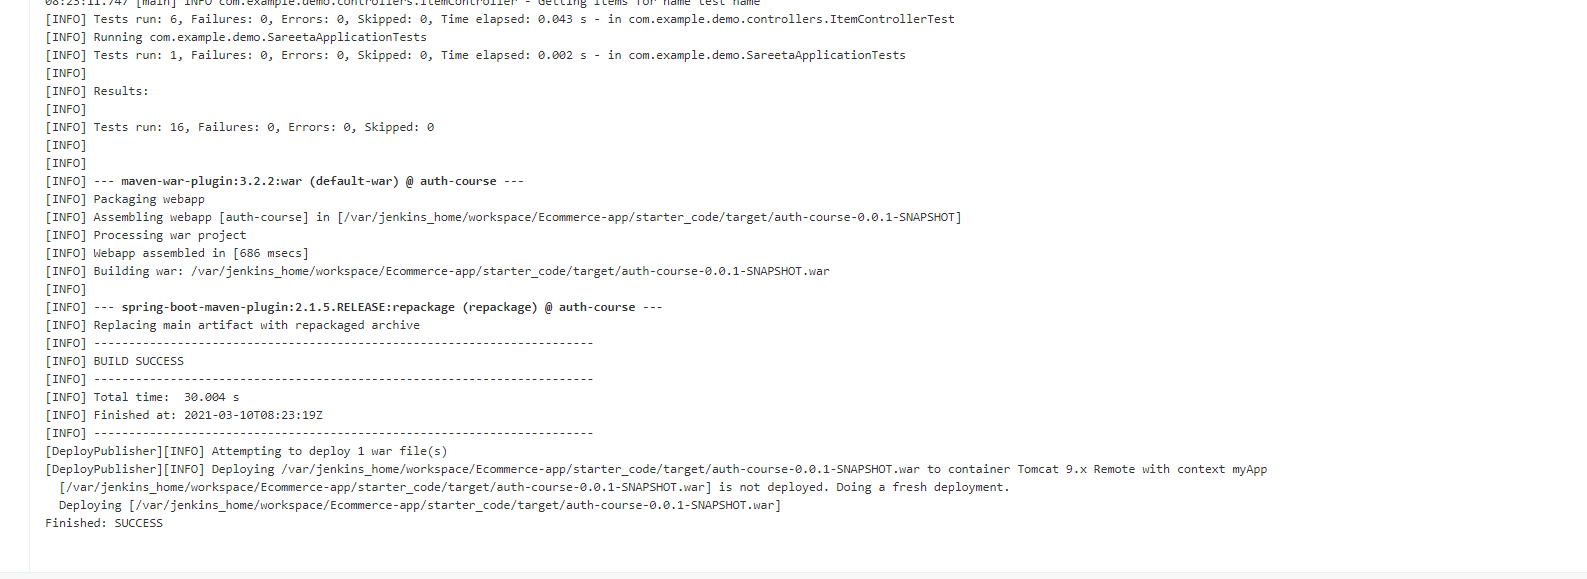 08:23:11.747 [main] INFO com.example.demo.controllers.ItemController - Getting items for name test name
[INFO] Tests run: 6, Failures: 0, Errors: 0, Skipped: 0, Time elapsed: 0.043 s - in com.example.demo.controllers.ItemControllerTest
[INFO] Running com.example.demo.SareetaApplicationTests
[INFO] Tests run: 1, Failures: 0, Errors: 0, Skipped: 0, Time elapsed: 0.002 s - in com.example.demo.SareetaApplicationTests
[INFO]
[INFO] Results:
[INFO]
[INFO] Tests run: 16, Failures: 0, Errors: 0, Skipped: 0
[INFO]
[INFO]
[INFO] --- maven-war-plugin:3.2.2:war (default-war) @ auth-course ---
[INFO] Packaging webapp
[INFO] Assembling webapp [auth-course] in [/var/jenkins_home/workspace/Ecommerce-app/starter_code/target/auth-course-0.0.1-SNAPSHOT]
[INFO] Processing war project
[INFO] Webapp assembled in [686 msecs]
[INFO] Building war: /var/jenkins_home/workspace/Ecommerce-app/starter_code/target/auth-course-0.0.1-SNAPSHOT.war
[INFO]
[INFO] --- spring-boot-maven-plugin:2.1.5.RELEASE:repackage (repackage) @ auth-course ---
[INFO] Replacing main artifact with repackaged archive
[INFO] ------------------------------------------------------------------------
[INFO] BUILD SUCCESS
[INFO] ------------------------------------------------------------------------
[INFO] Total time:  30.004 s
[INFO] Finished at: 2021-03-10T08:23:19Z
[INFO] ------------------------------------------------------------------------
[DeployPublisher][INFO] Attempting to deploy 1 war file(s)
[DeployPublisher][INFO] Deploying /var/jenkins_home/workspace/Ecommerce-app/starter_code/target/auth-course-0.0.1-SNAPSHOT.war to container Tomcat 9.x Remote with context myApp
  [/var/jenkins_home/workspace/Ecommerce-app/starter_code/target/auth-course-0.0.1-SNAPSHOT.war] is not deployed. Doing a fresh deployment.
  Deploying [/var/jenkins_home/workspace/Ecommerce-app/starter_code/target/auth-course-0.0.1-SNAPSHOT.war]
Finished: SUCCESS